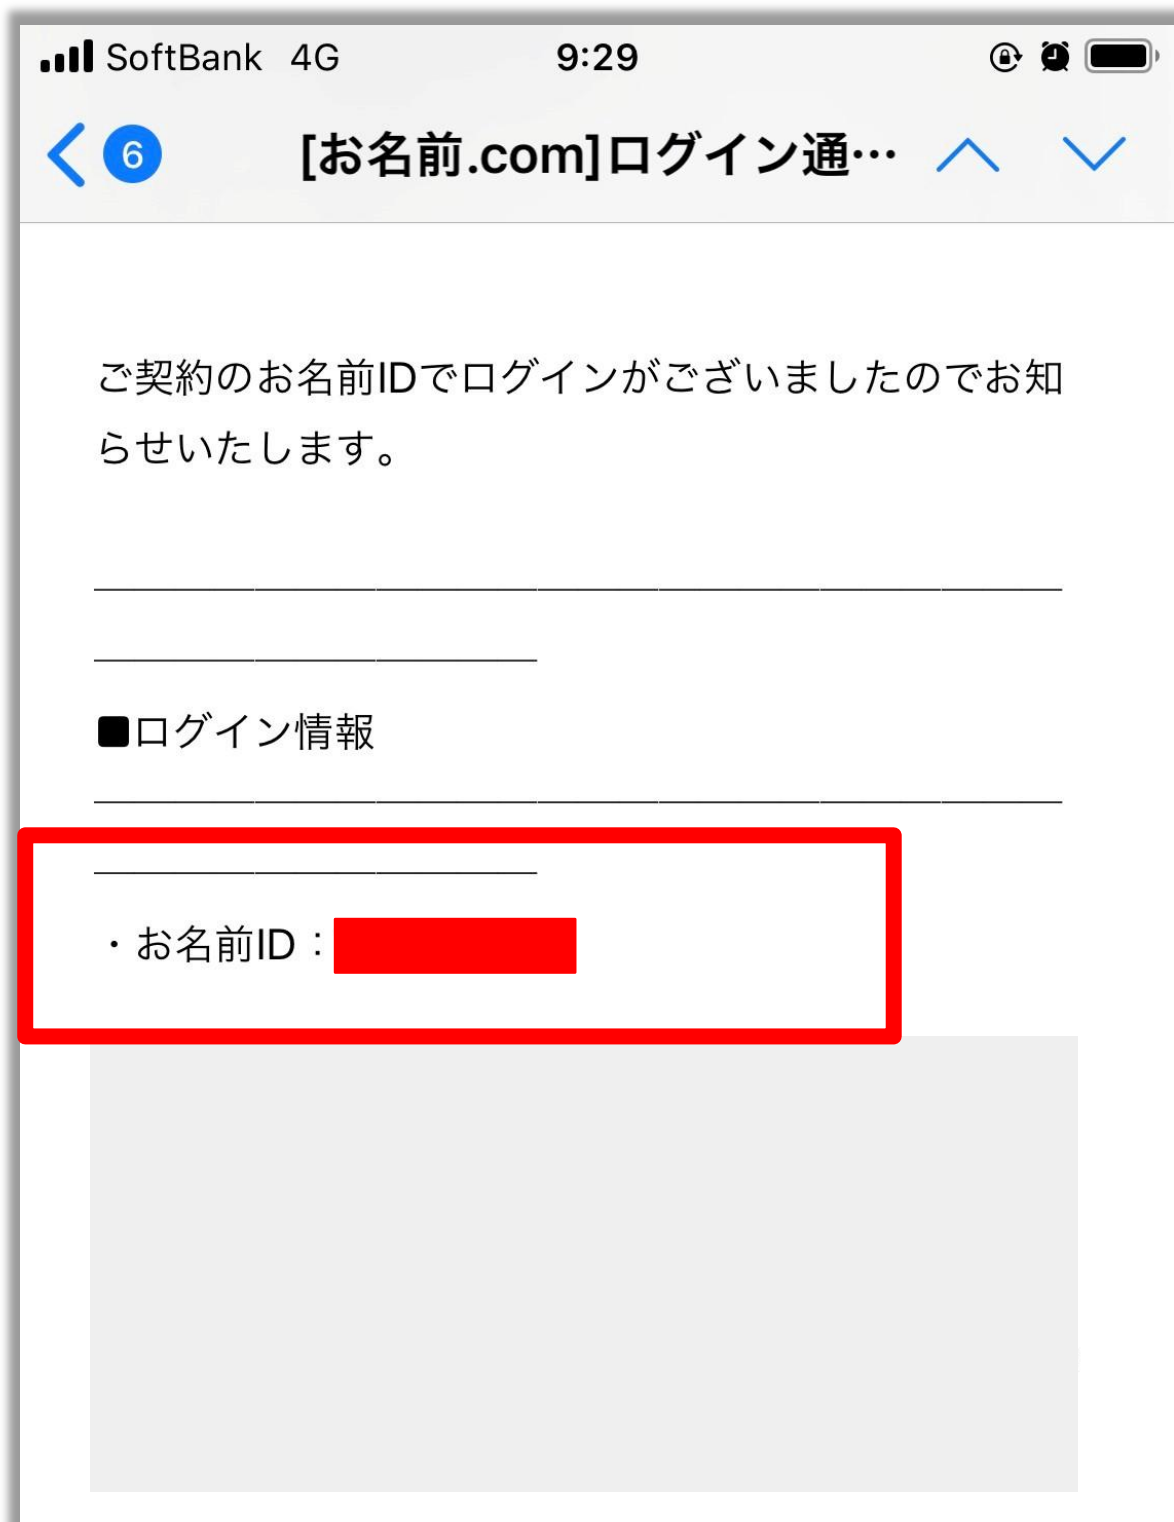 SoftBank 4G 9:29
6 [お名前.com]ログイン通…
ご契約のお名前IDでログインがございましたのでお知
らせいたします。
■ログイン情報
・お名前ID：